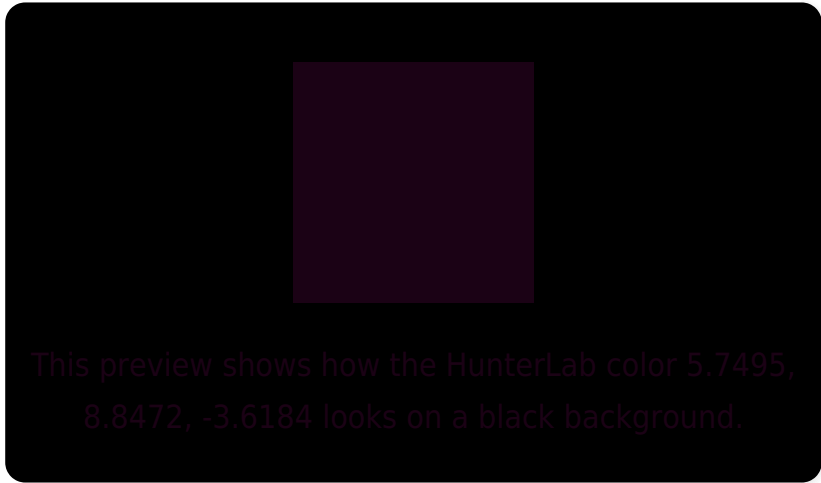 This preview shows how the HunterLab color 5.7495,
8.8472, -3.6184 looks on a black background.